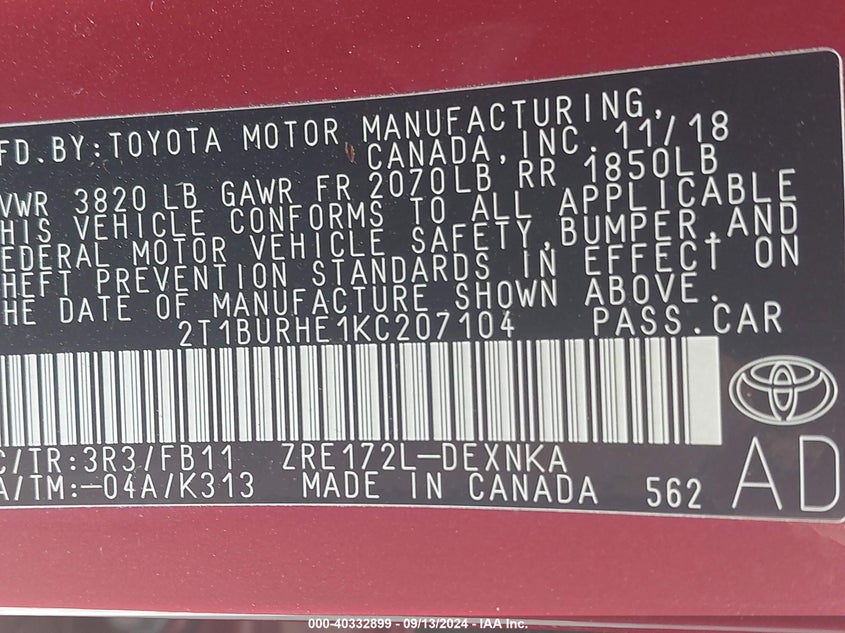 FD.BY:TOYOTA MOTOR MANUFACTURING,
CANADA,INC. 11/18
VWR 3820 LB GAWR FR 2070LB RR 1850LB
HIS VEHICLE CONFORMS TO ALL APPLICABLE
EDERAL MOTOR VEHICLE SAFETY,BUMPER,AND
HEFT PREVENTION STANDARDS IN EFFECT ON
HE DATE OF MANUFACTURE SHOWN ABOVE.
2T1BURHE1KC207104 PASS.CAR
C/TR:3R3/FB11 ZRE172L-DEXNKA
A/TM:-04A/K313 MADE IN CANADA 562 AD
000-40332899 - 09/13/2024 - IAA Inc.